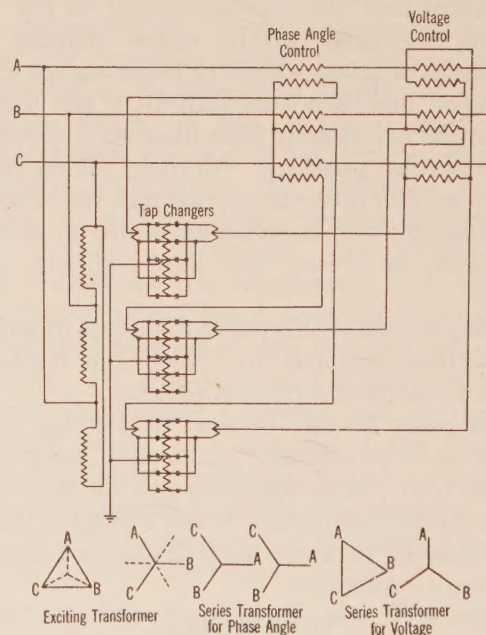 Phase Angle
Control
Voltage
Control
A
B
C
Tap Changers
A
C B
Exciting Transformer
A
B
C
C
A
B
C
A
B
Series Transformer
for Phase Angle
A
B
C
A
C B
Series Transformer
for Voltage